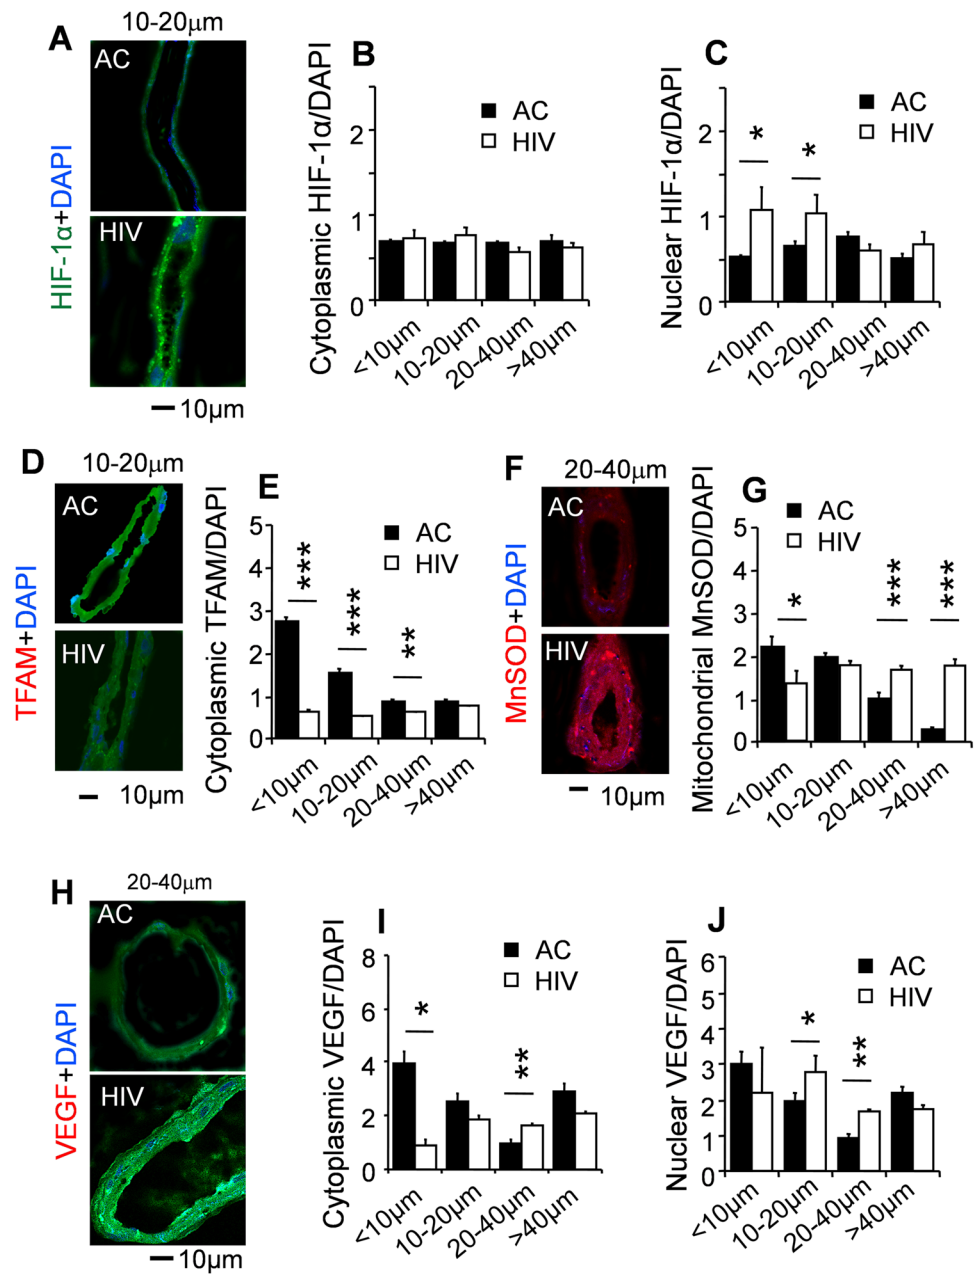 A
10-20µm
AC
HIV
HIF-1α+DAPI
10µm
B
Cytoplasmic HIF-1α/DAPI
AC
HIV
2
1
0
<10µm
10-20µm
20-40µm
>40µm
C
Nuclear HIF-1α/DAPI
AC
HIV
*
*
2
1
0
<10µm
10-20µm
20-40µm
>40µm
D
10-20µm
AC
HIV
TFAM+DAPI
10µm
E
Cytoplasmic TFAM/DAPI
AC
HIV
***
***
**
5
4
3
2
1
0
<10µm
10-20µm
20-40µm
>40µm
F
20-40µm
AC
HIV
MnSOD+DAPI
10µm
G
Mitochondrial MnSOD/DAPI
AC
HIV
*
***
***
5
4
3
2
1
0
<10µm
10-20µm
20-40µm
>40µm
H
20-40µm
AC
HIV
VEGF+DAPI
10µm
I
Cytoplasmic VEGF/DAPI
AC
HIV
*
**
8
6
4
2
0
<10µm
10-20µm
20-40µm
>40µm
J
Nuclear VEGF/DAPI
AC
HIV
*
**
6
5
4
3
2
1
0
<10µm
10-20µm
20-40µm
>40µm